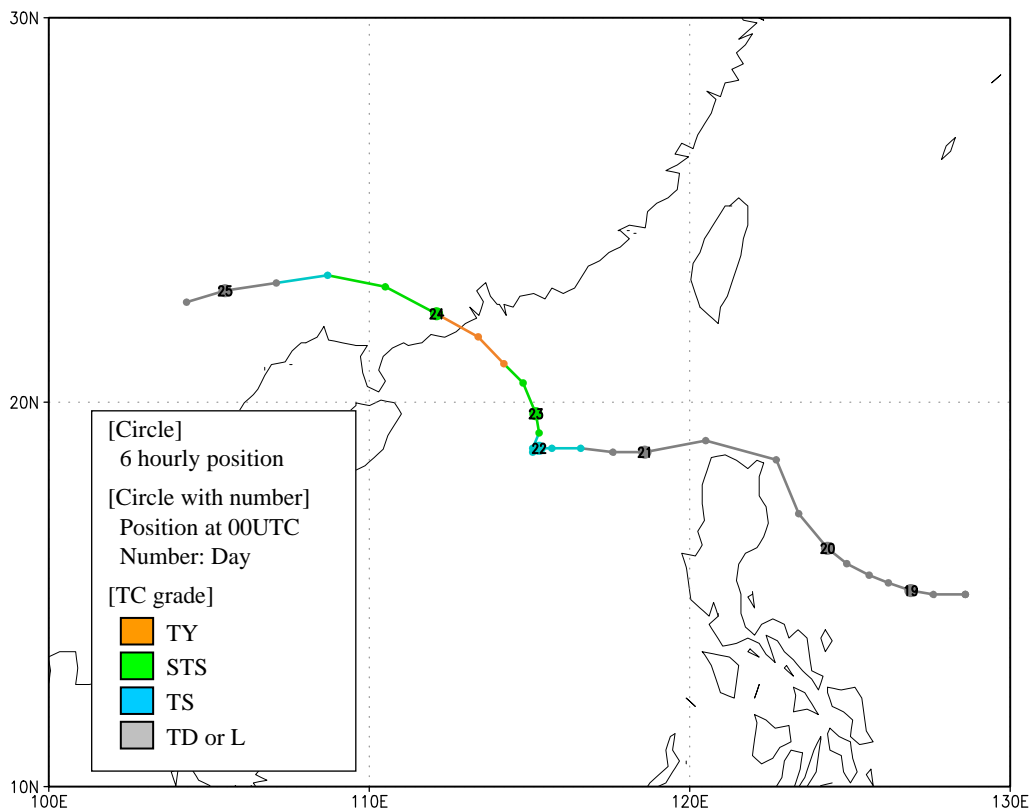 30N
20N
10N
100E
110E
120E
130E
25
24
23
22
21
20
19
[Circle]
6 hourly position
[Circle with number]
Position at 00UTC
Number: Day
[TC grade]
TY
STS
TS
TD or L